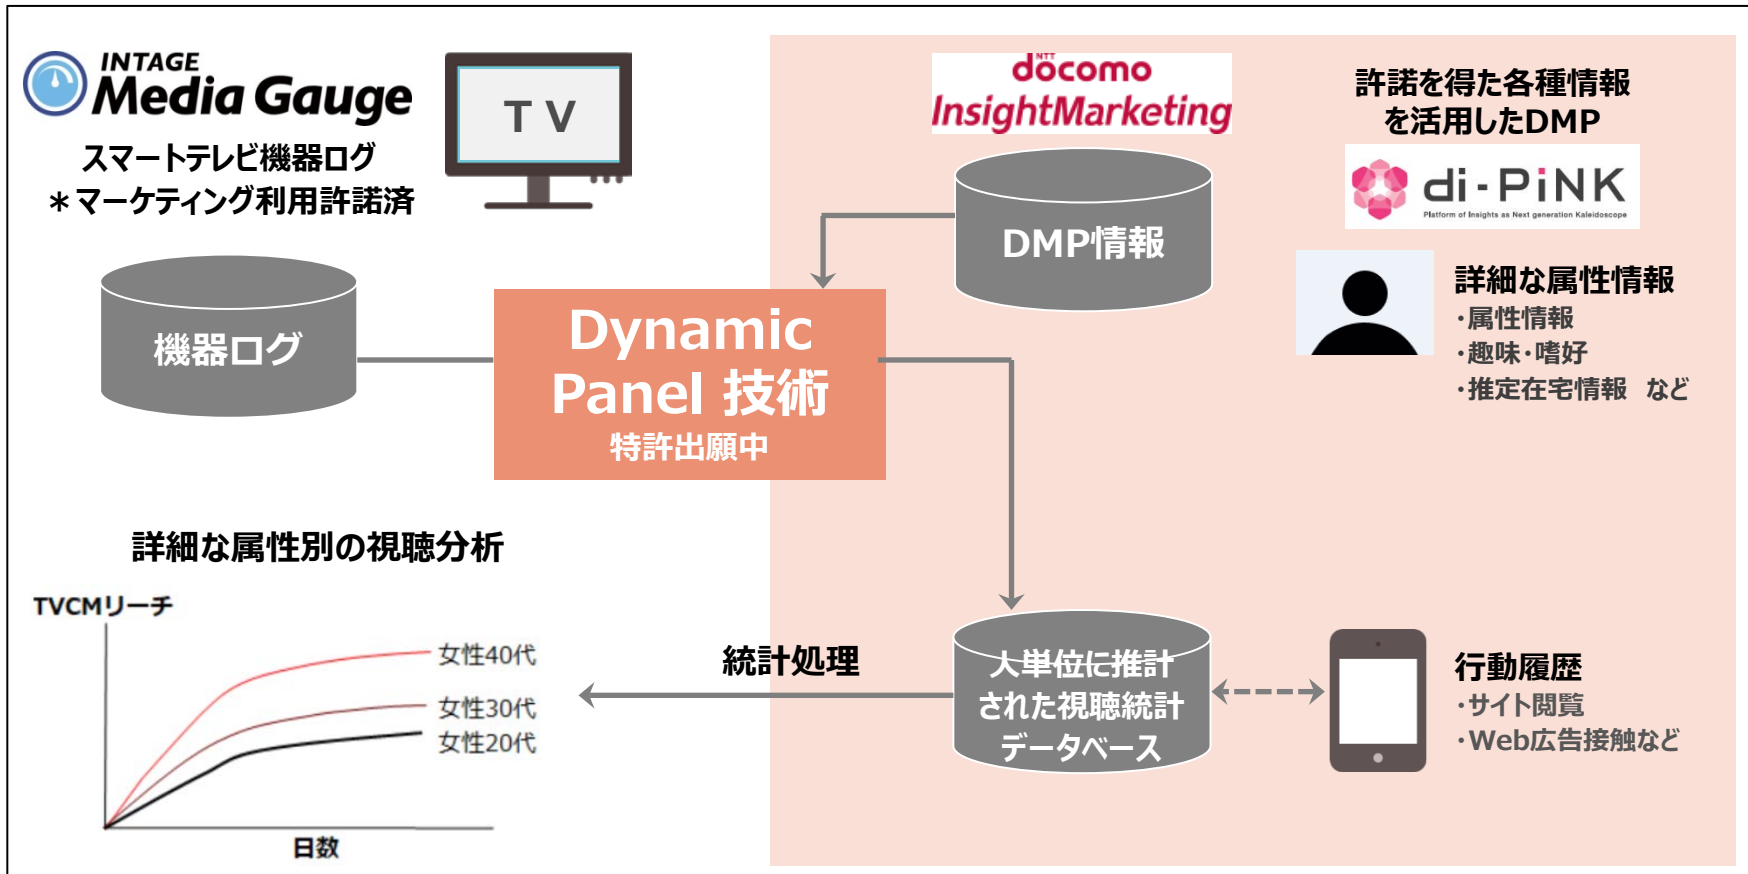 INTAGE
Media Gauge
スマートテレビ機器ログ
＊マーケティング利用許諾済
TV
機器ログ
Dynamic
Panel 技術
特許出願中
NTT
döcomo
InsightMarketing
DMP情報
許諾を得た各種情報
を活用したDMP
di-PiNK
Platform of Insights as Next generation Kaleidoscope
詳細な属性情報
・属性情報
・趣味・嗜好
・推定在宅情報 など
詳細な属性別の視聴分析
TVCMリーチ
女性40代
女性30代
女性20代
日数
統計処理
人単位に推計
された視聴統計
データベース
行動履歴
・サイト閲覧
・Web広告接触など